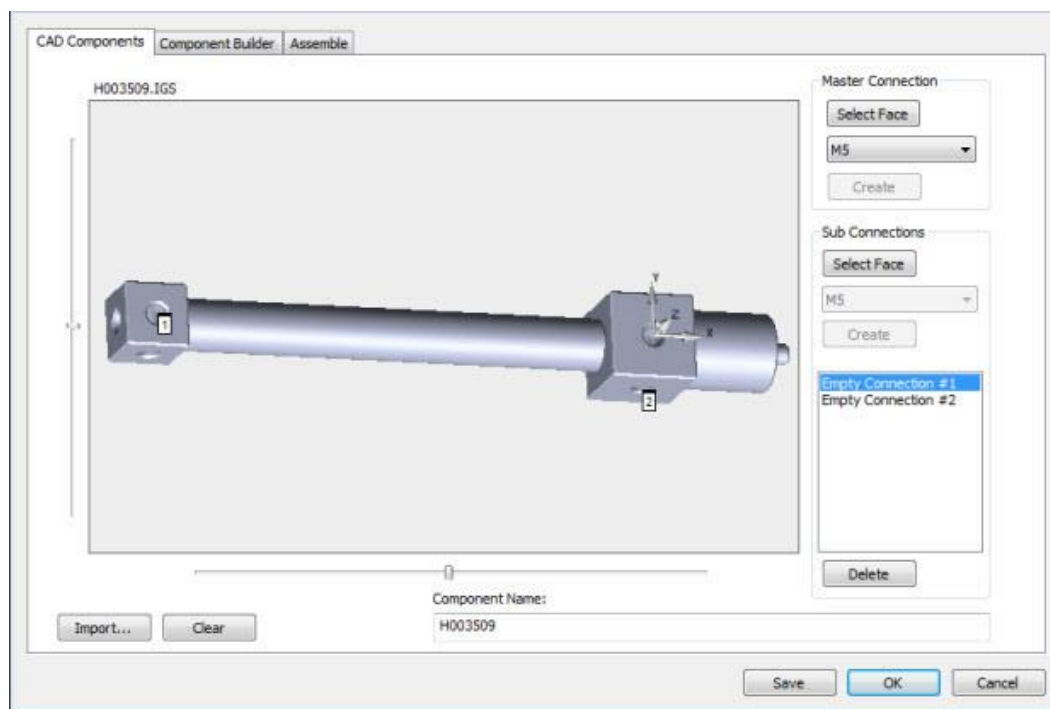 CAD Components Component Builder Assemble
H003509.IGS
Master Connection
Select Face
M5
Create
Sub Connections
Select Face
M5
Create
Y
Z
X
1
2
Empty Connection #1
Empty Connection #2
Delete
Component Name:
Import... Clear H003509
Save OK Cancel